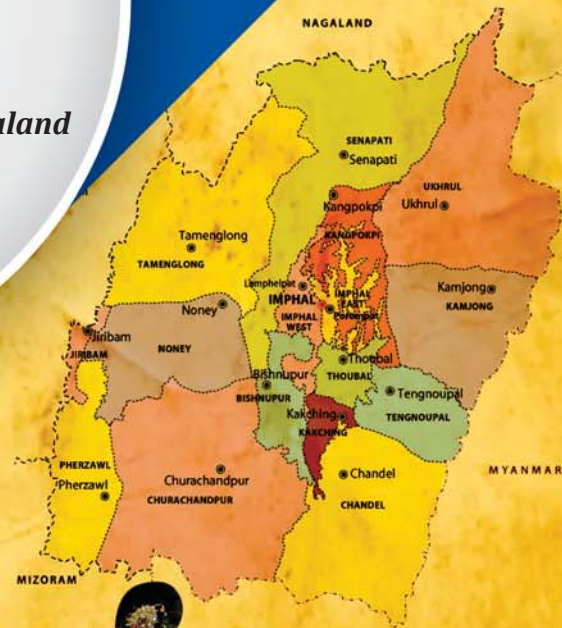 NAGALAND
aland
SENAPATI
Senapati
UKHRUL
Ukhrul
Kangpokpi
KANGPOKPI
Tamenglong
TAMENGLONG
Lamphelpat
IMPHAL
IMPHAL
WEST
IMPHAL
EAST
Porompat
Kamjong
KAMJONG
Noney
NONEY
Jiribam
JIRIBAM
Thoubal
THOUBAL
Bishnupur
BISHNUPUR
Tengnoupal
TENGNOUPAL
Kakching
KAKCHING
PHERZAWL
Pherzawl
Churachandpur
CHURACHANDPUR
Chandel
CHANDEL
MYANMAR
MIZORAM